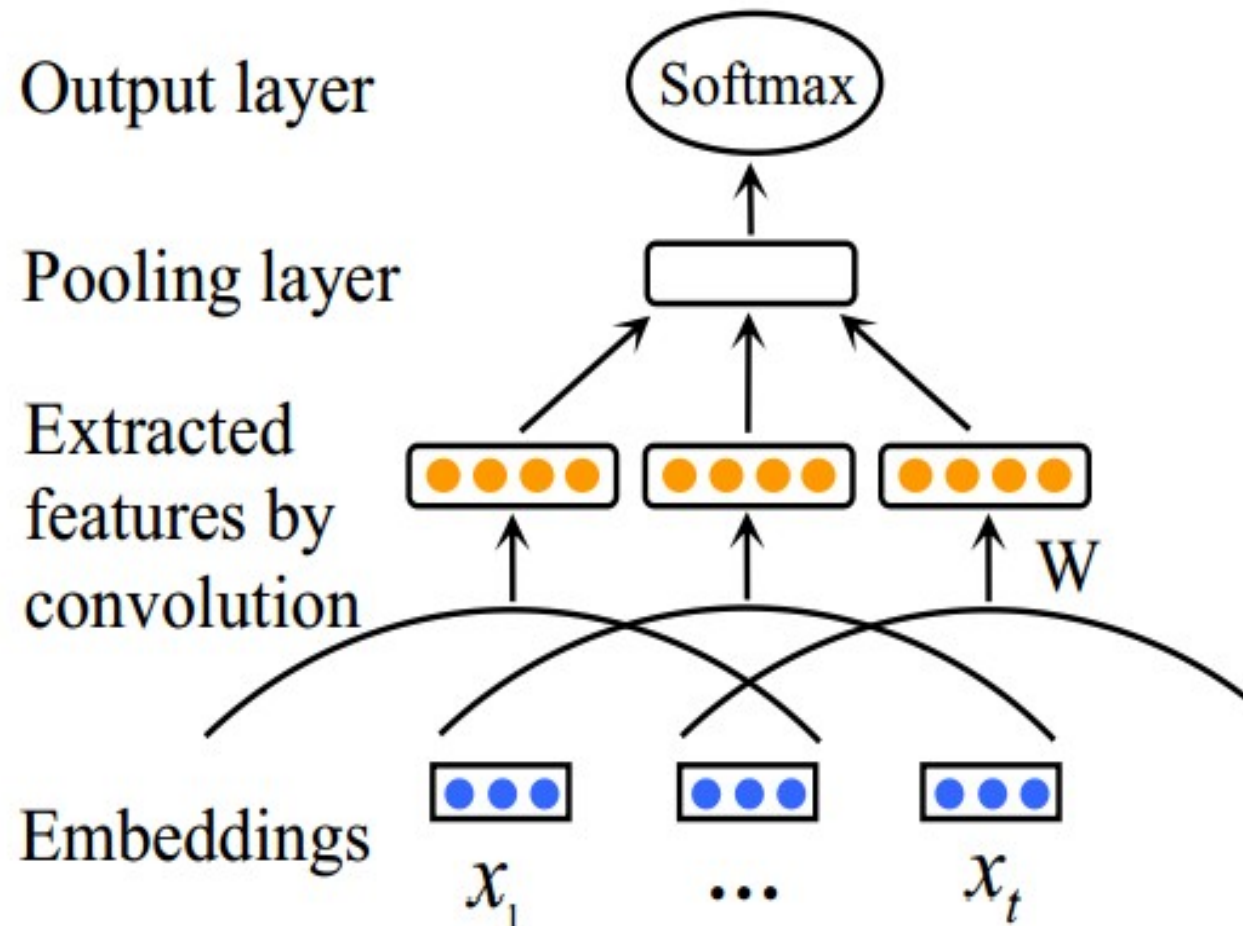 Output layer
Softmax
Pooling layer
Extracted
features by
convolution
W
Embeddings
x₁
...
xₜ